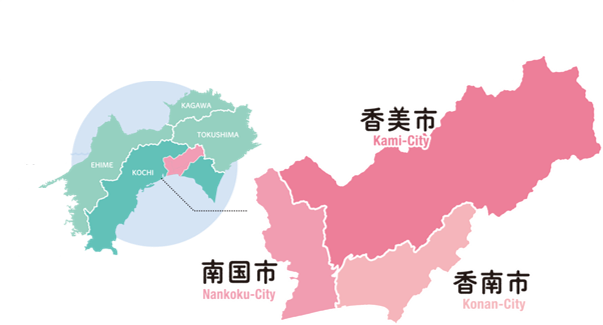 KAGAWA
TOKUSHIMA
EHIME
KOCHI
香美市
Kami-City
南国市
Nankoku-City
香南市
Konan-City